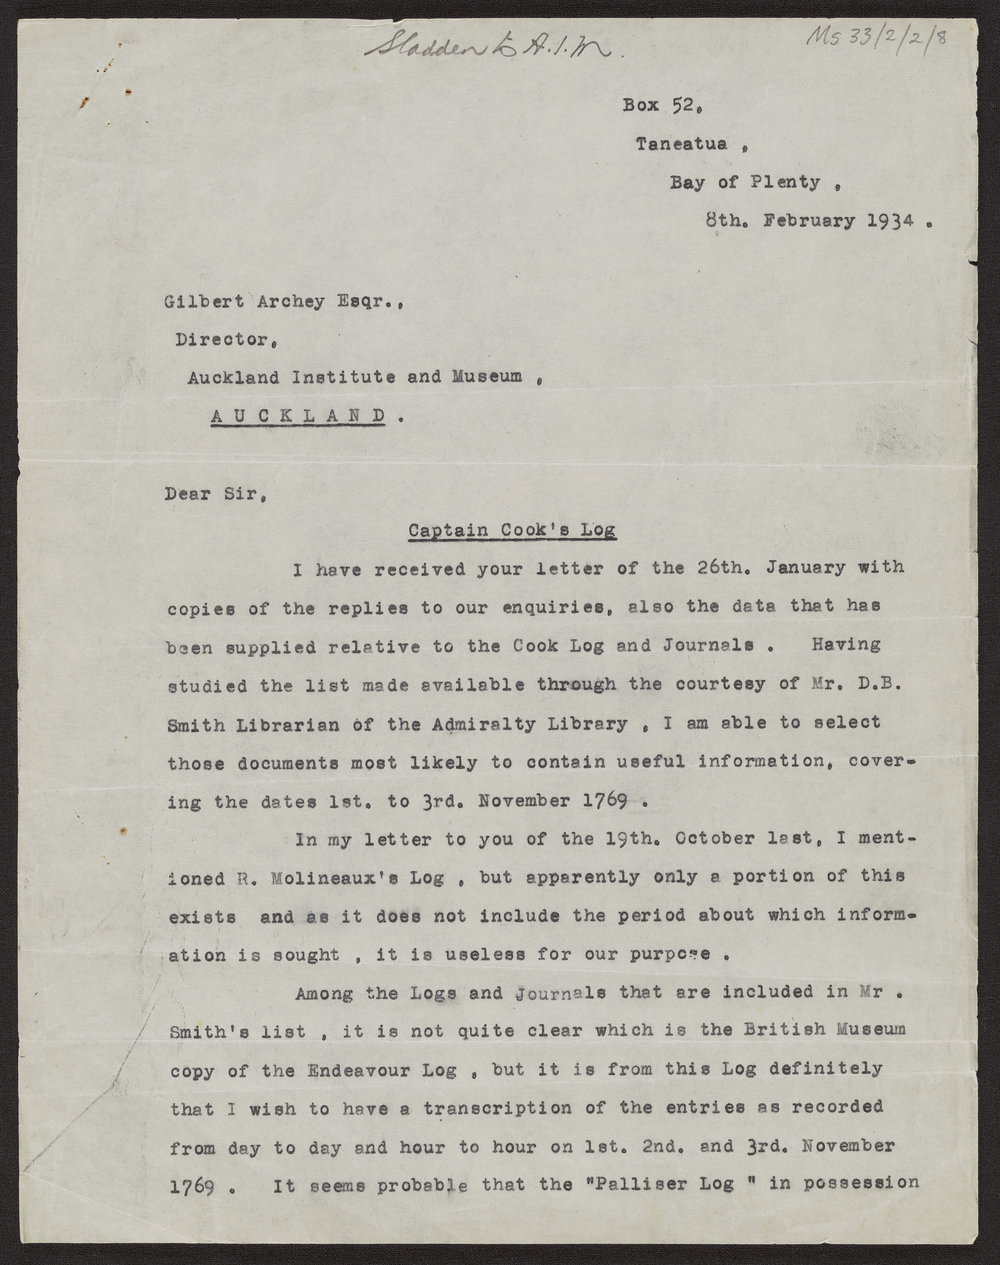 Sladden to A.I.M.
Ms 33/2/2/8
Box 52,
Taneatua ,
Bay of Plenty ,
8th. February 1934 .
Gilbert Archey Esqr.,
Director,
Auckland Institute and Museum ,
A U C K L A N D .
Dear Sir,
Captain Cook's Log
I have received your letter of the 26th. January with
copies of the replies to our enquiries, also the data that has
been supplied relative to the Cook Log and Journals . Having
studied the list made available through the courtesy of Mr. D.B.
Smith Librarian of the Admiralty Library , I am able to select
those documents most likely to contain useful information, cover-
ing the dates 1st. to 3rd. November 1769 .
In my letter to you of the 19th. October last, I ment-
ioned R. Molineaux's Log , but apparently only a portion of this
exists and as it does not include the period about which inform-
ation is sought , it is useless for our purpose .
Among the Logs and Journals that are included in Mr .
Smith's list , it is not quite clear which is the British Museum
copy of the Endeavour Log , but it is from this Log definitely
that I wish to have a transcription of the entries as recorded
from day to day and hour to hour on 1st. 2nd. and 3rd. November
1769 . It seems probable that the "Palliser Log " in possession